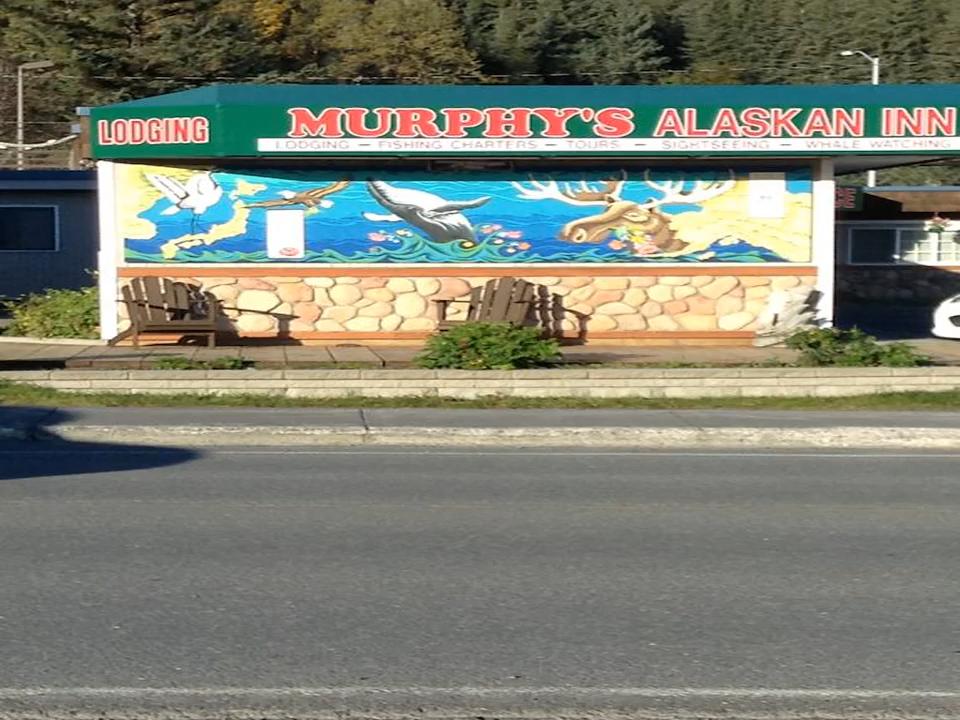 LODGING
MURPHY'S ALASKAN INN
LODGING – FISHING CHARTERS – TOURS – SIGHTSEEING – WHALE WATCHING